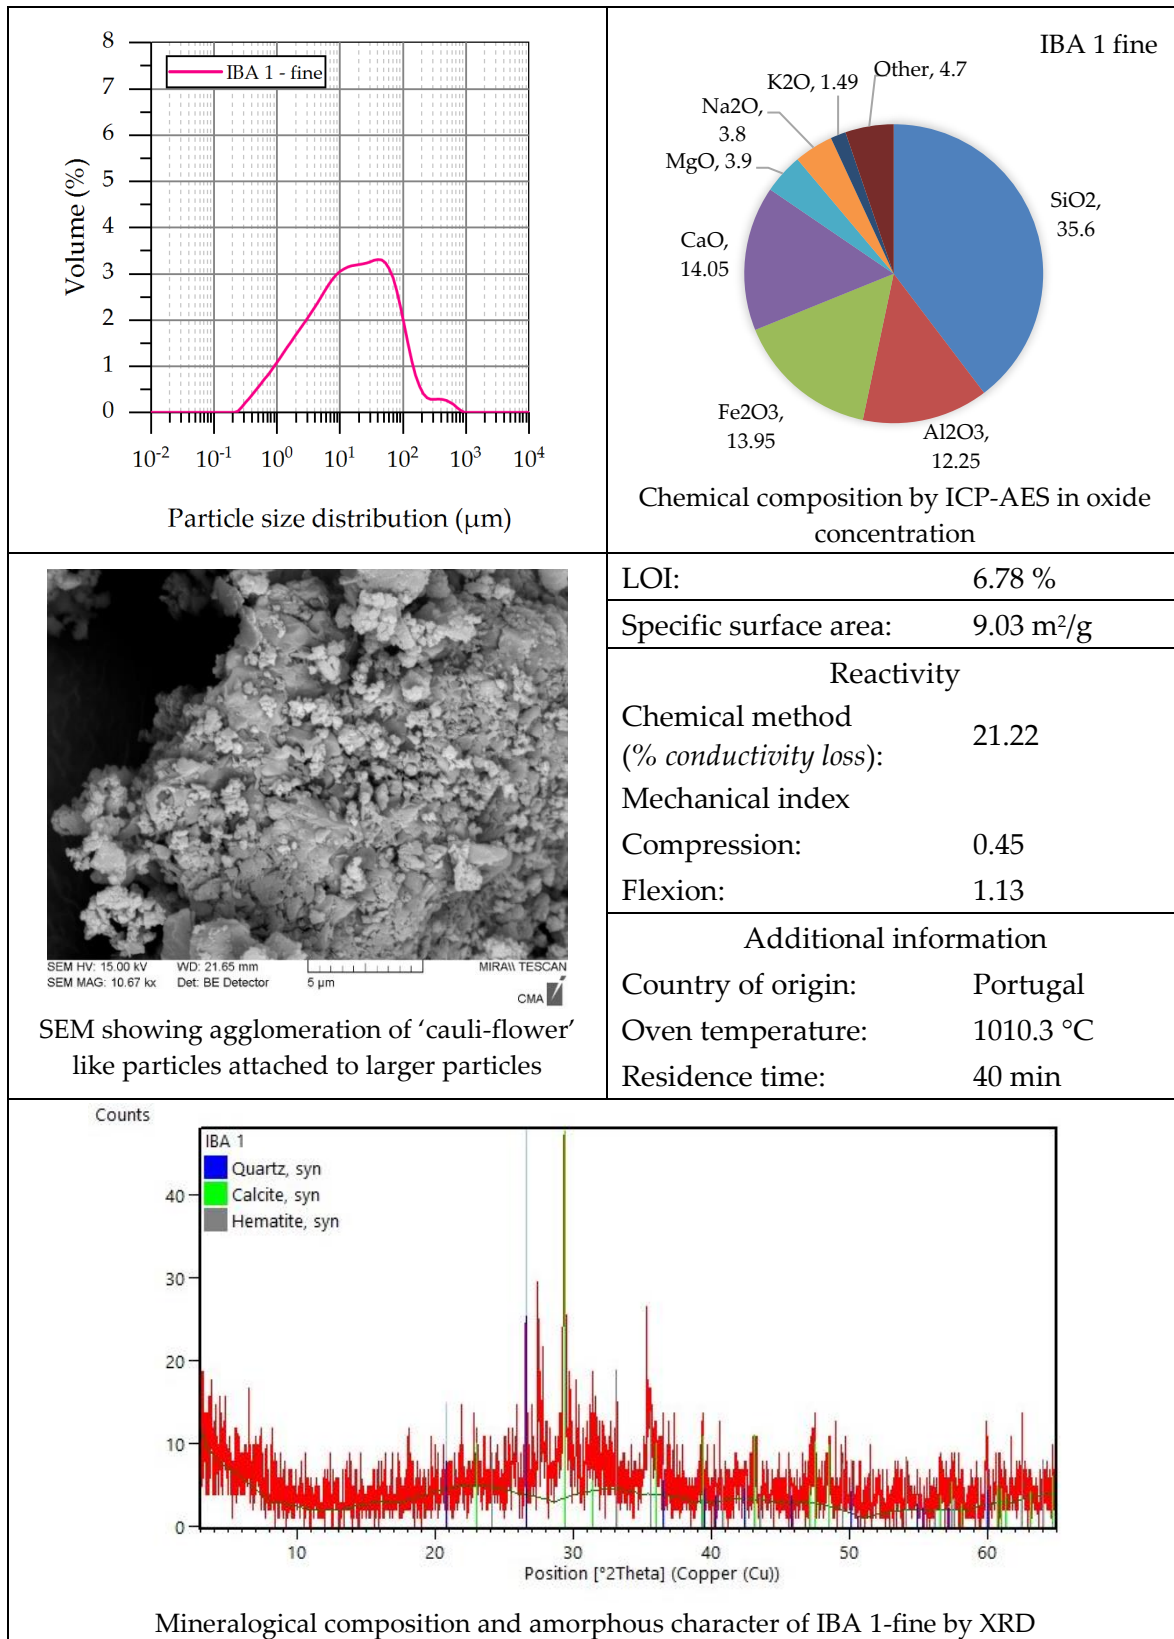 8
7
6
5
4
3
2
1
0
Volume (%)
IBA 1 - fine
10-2 10-1 100 101 102 103 104
Particle size distribution (µm)
IBA 1 fine
K2O, 1.49
Other, 4.7
Na2O,
3.8
MgO, 3.9
CaO,
14.05
SiO2,
35.6
Fe2O3,
13.95
Al2O3,
12.25
Chemical composition by ICP-AES in oxide
concentration
SEM HV: 15.00 kV WD: 21.65 mm MIRA\\ TESCAN
SEM MAG: 10.67 kx Det: BE Detector 5 µm
CMA
SEM showing agglomeration of ‘cauli-flower’
like particles attached to larger particles
LOI: 6.78 %
Specific surface area: 9.03 m²/g
Reactivity
Chemical method
(% conductivity loss): 21.22
Mechanical index
Compression: 0.45
Flexion: 1.13
Additional information
Country of origin: Portugal
Oven temperature: 1010.3 °C
Residence time: 40 min
Counts
IBA 1
Quartz, syn
Calcite, syn
Hematite, syn
40
30
20
10
0
10 20 30 40 50 60
Position [°2Theta] (Copper (Cu))
Mineralogical composition and amorphous character of IBA 1-fine by XRD